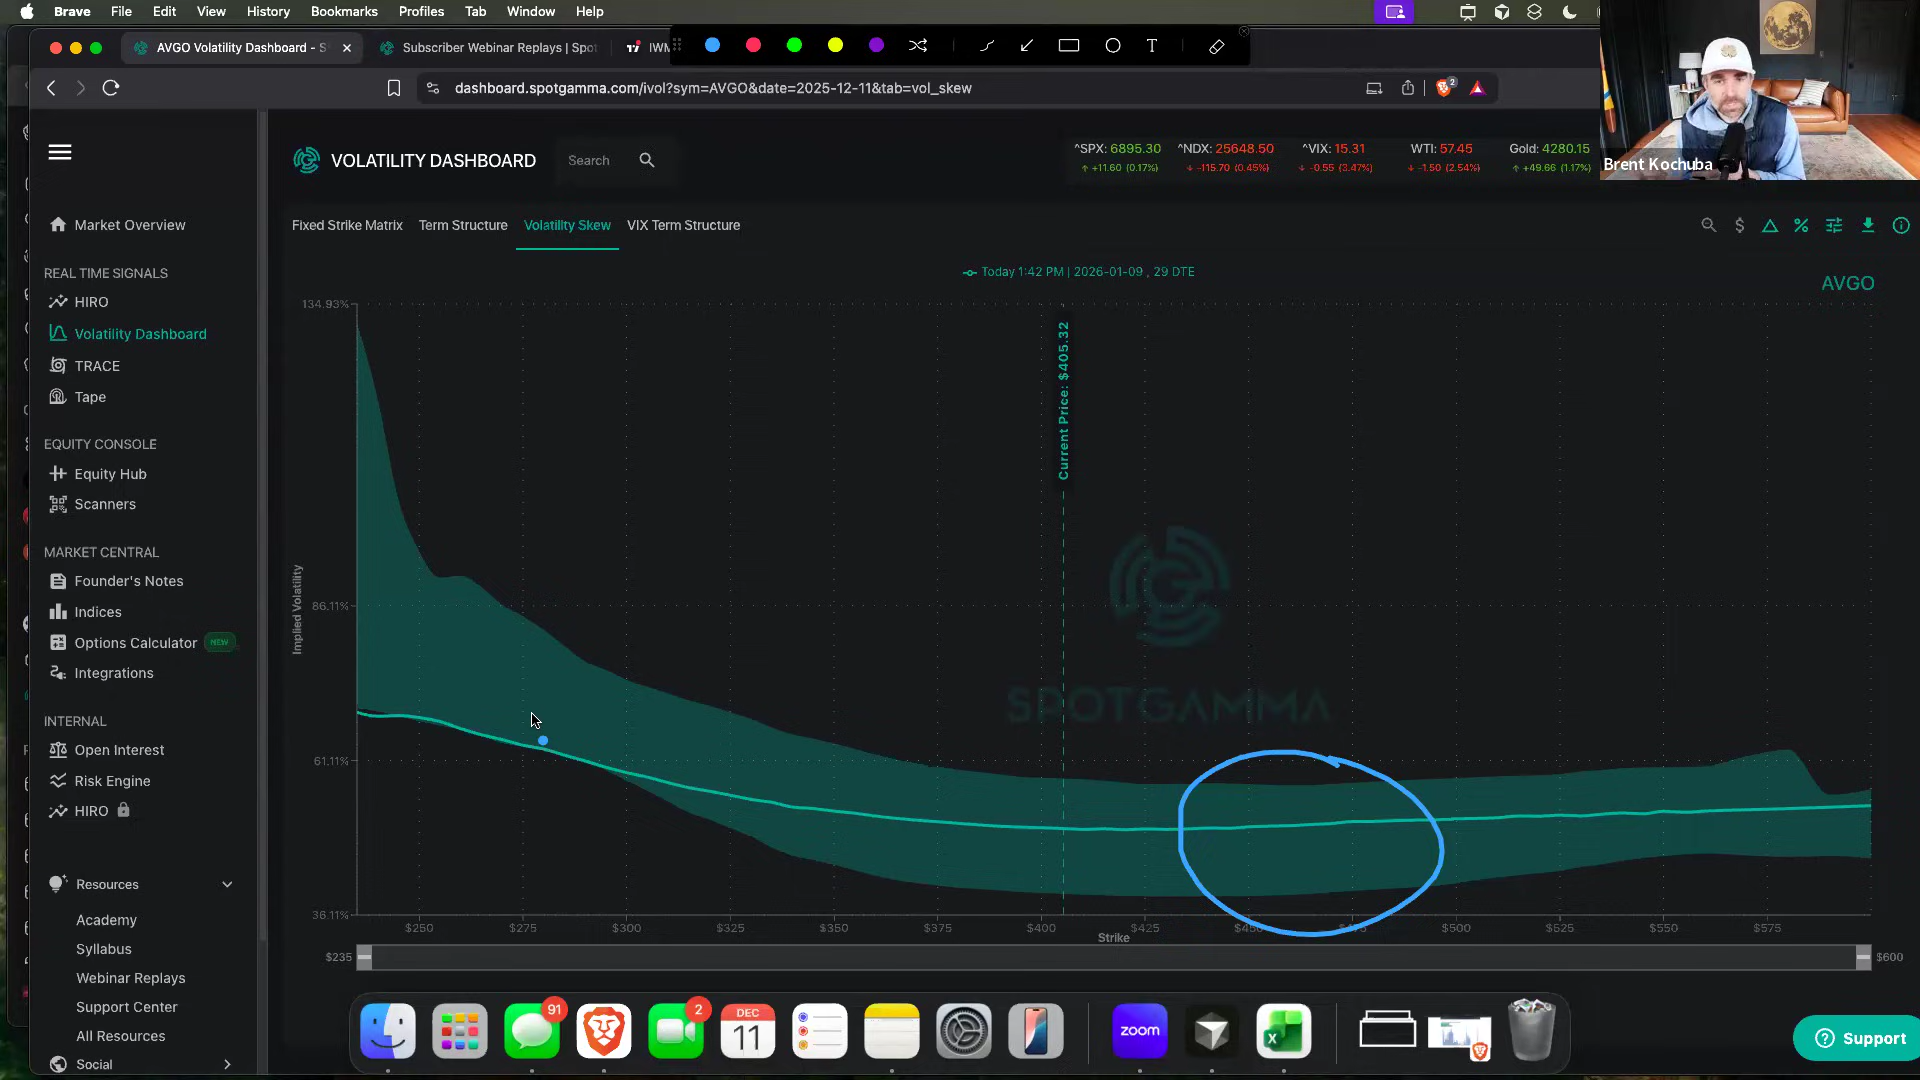 Brave File Edit View History Bookmarks Profiles Tab Window Help
AVGO Volatility Dashboard - S
Subscriber Webinar Replays | Spot
IWM
T
dashboard.spotgamma.com/ivol?sym=AVGO&date=2025-12-11&tab=vol_skew
2
Brent Kochuba
VOLATILITY DASHBOARD
Search
^SPX: 6895.30 ^NDX: 25648.50 ^VIX: 15.31 WTI: 57.45 Gold: 4280.15
↑ +11.60 (0.17%) ↓ -115.70 (0.45%) ↓ -0.55 (3.47%) ↓ -1.50 (2.54%) ↑ +49.66 (1.17%)
Market Overview
REAL TIME SIGNALS
HIRO
Volatility Dashboard
TRACE
Tape
EQUITY CONSOLE
Equity Hub
Scanners
MARKET CENTRAL
Founder's Notes
Indices
Options Calculator NEW
Integrations
INTERNAL
Open Interest
Risk Engine
HIRO
Resources
Academy
Syllabus
Webinar Replays
Support Center
All Resources
Social
Fixed Strike Matrix Term Structure Volatility Skew VIX Term Structure
Today 1:42 PM | 2026-01-09 , 29 DTE
AVGO
134.93%
86.11%
61.11%
36.11%
Implied Volatility
Current Price: $405.32
SPOTGAMMA
$250 $275 $300 $325 $350 $375 $400 $425 $450 $475 $500 $525 $550 $575
Strike
$235 $600
91
2
DEC
11
zoom
Support